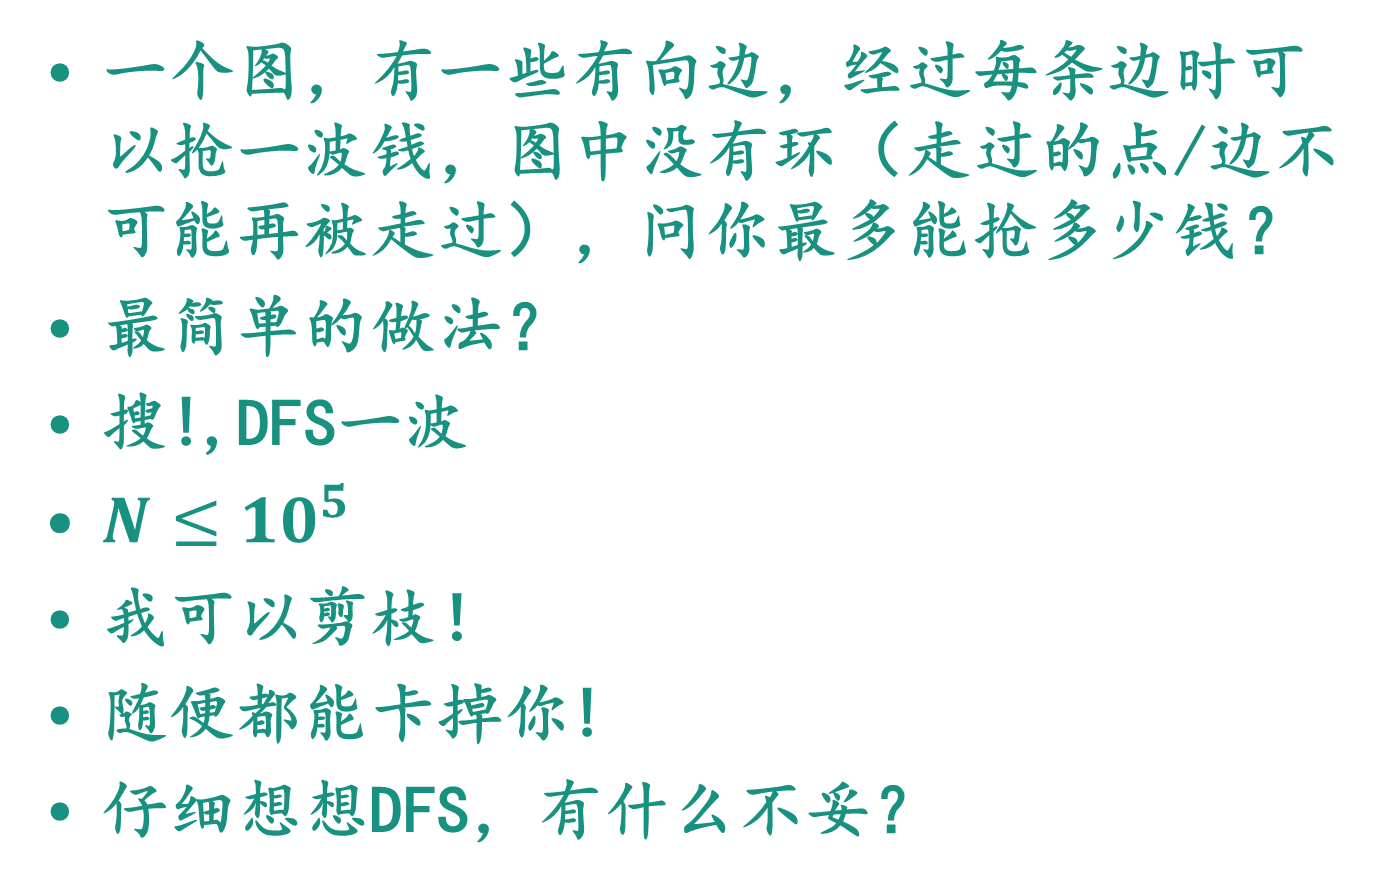 • 一个图，有一些有向边，经过每条边时可
以抢一波钱，图中没有环（走过的点/边不
可能再被走过），问你最多能抢多少钱？
• 最简单的做法？
• 搜!,DFS一波
• N ≤ 10⁵
• 我可以剪枝！
• 随便都能卡掉你！
• 仔细想想DFS，有什么不妥？